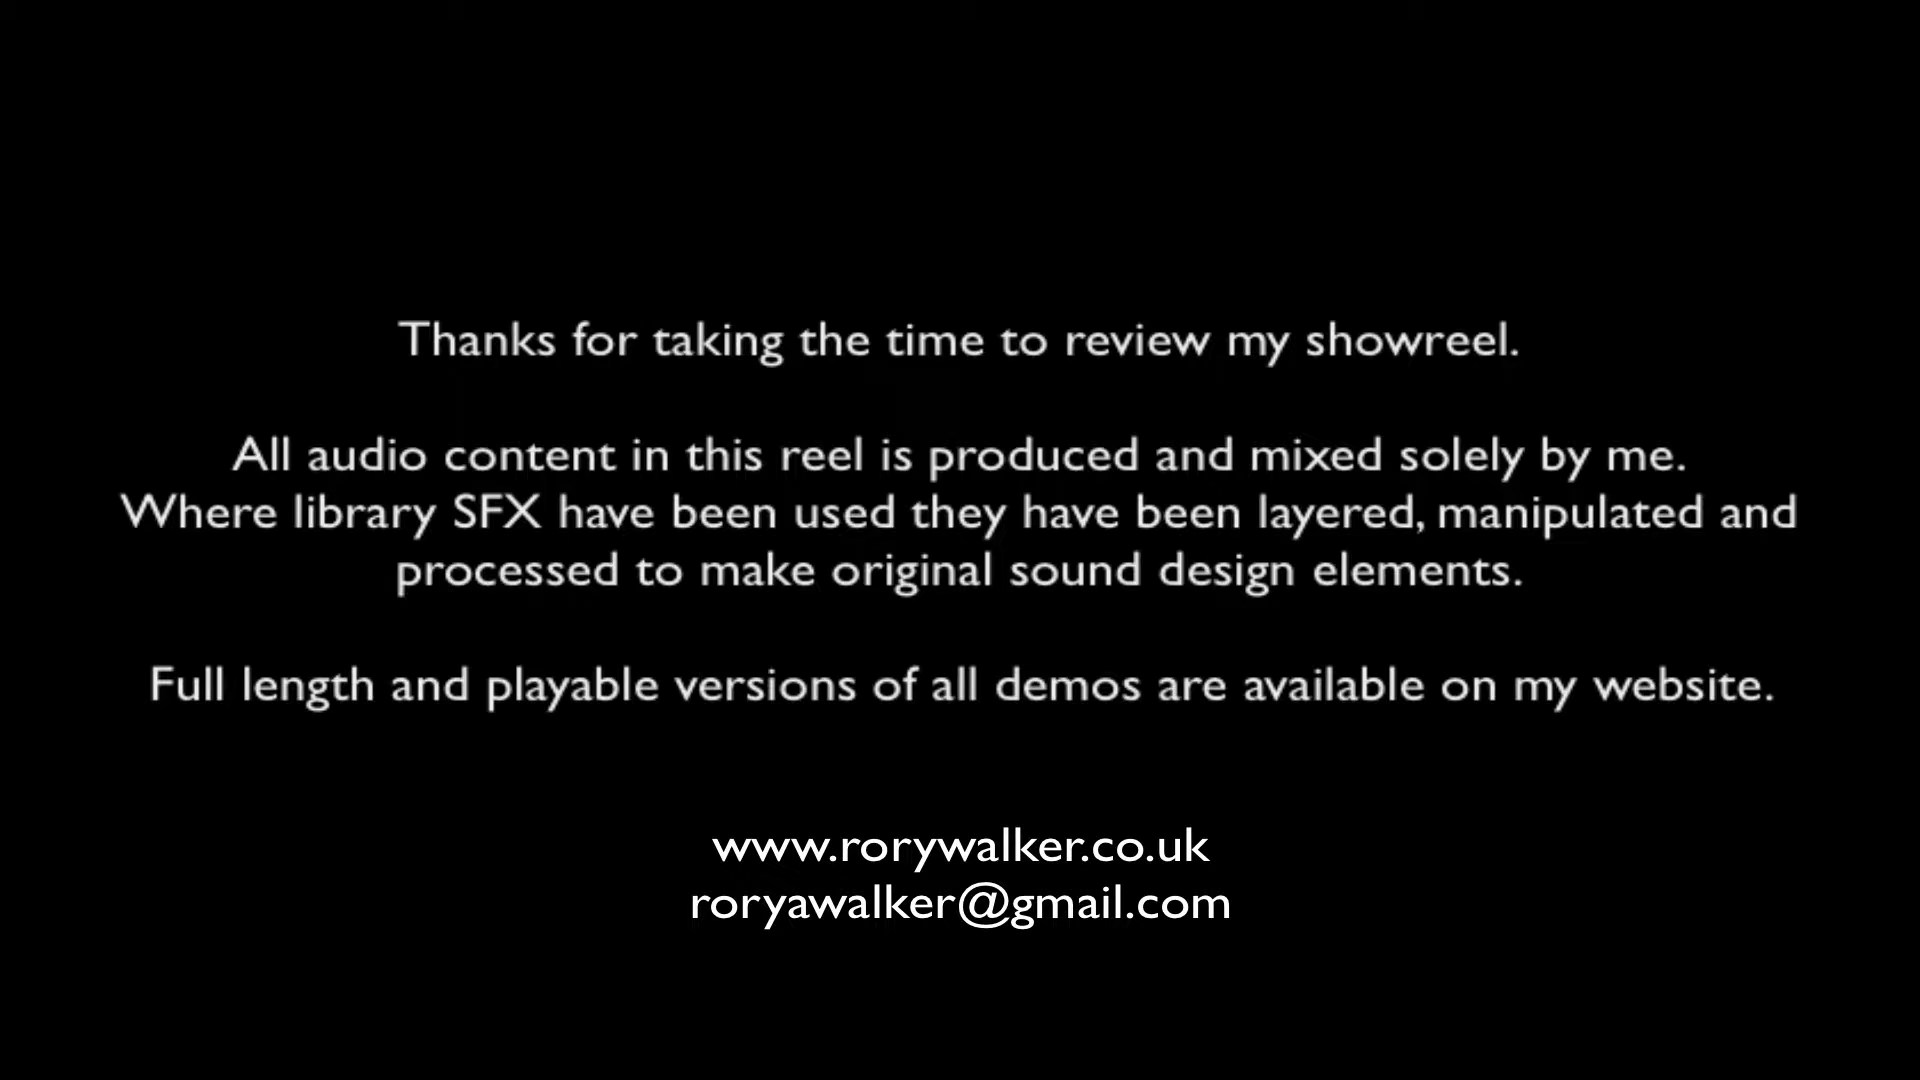 Thanks for taking the time to review my showreel.
All audio content in this reel is produced and mixed solely by me.
Where library SFX have been used they have been layered, manipulated and
processed to make original sound design elements.
Full length and playable versions of all demos are available on my website.
www.rorywalker.co.uk
roryawalker@gmail.com